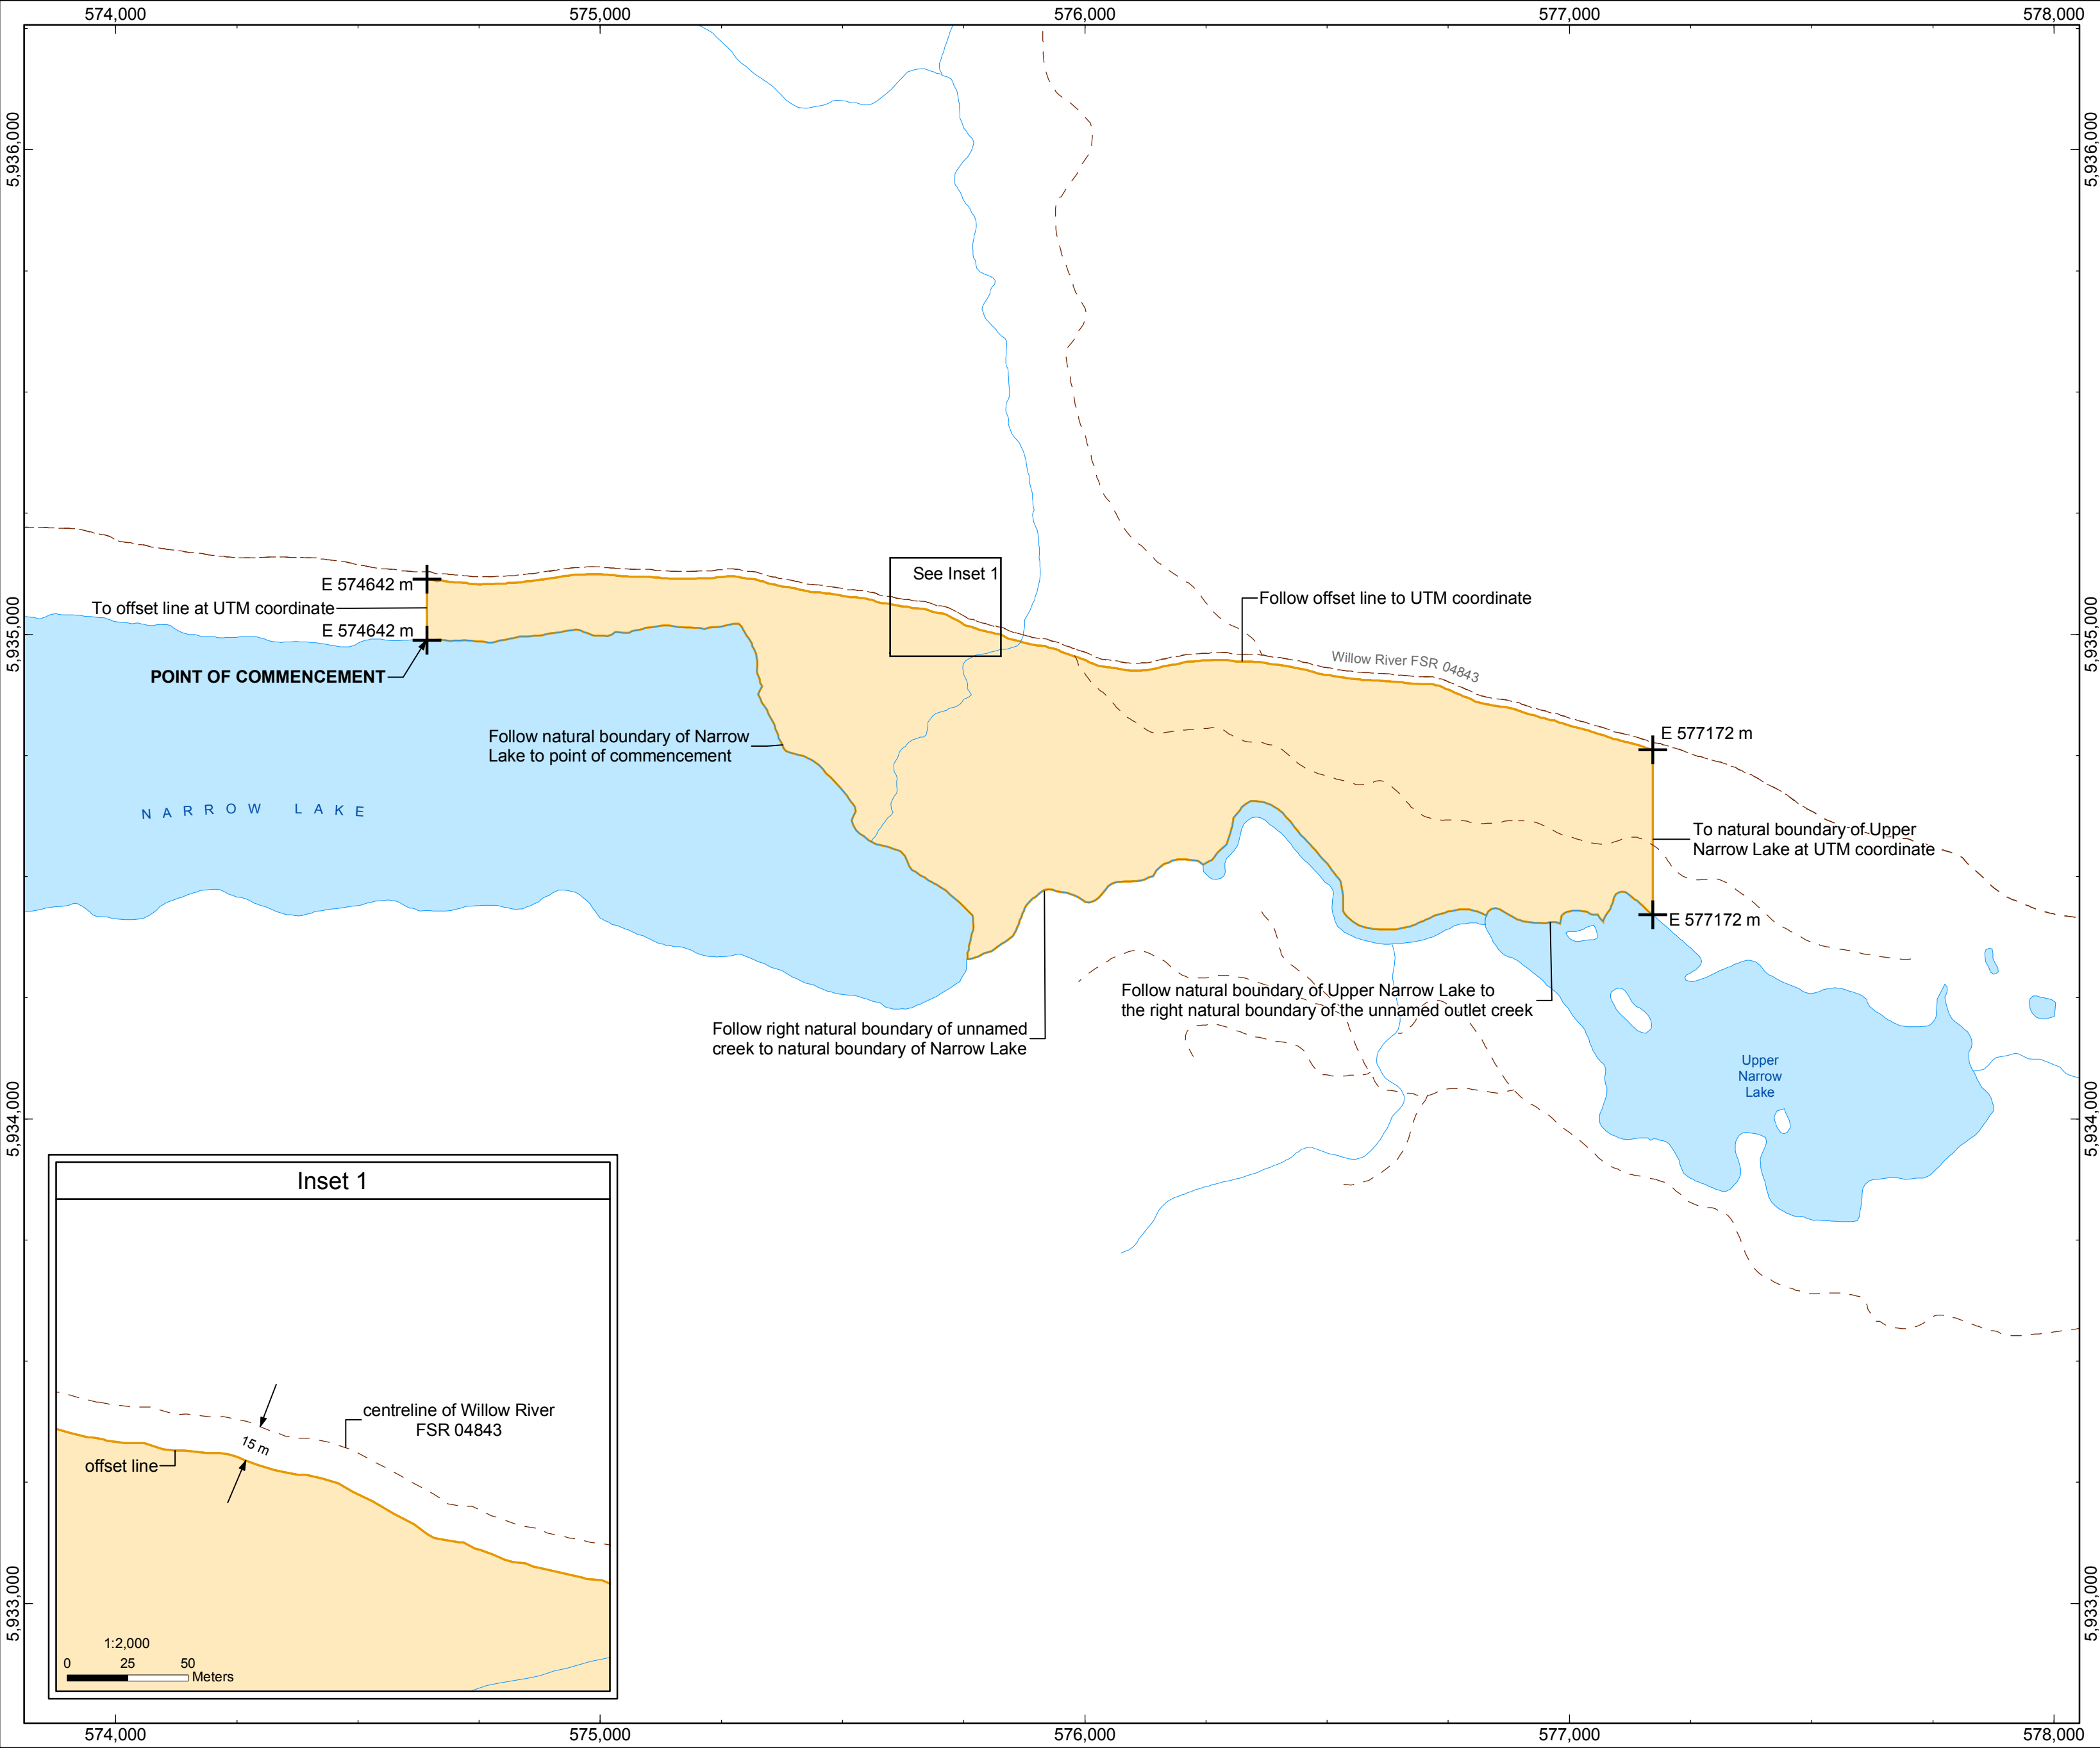 574,000
575,000
576,000
577,000
578,000
5,936,000
5,936,000
See Inset 1
E 574642 m
To offset line at UTM coordinate
E 574642 m
Follow offset line to UTM coordinate
5,935,000
5,935,000
Willow River FSR 04843
POINT OF COMMENCEMENT
E 577172 m
Follow natural boundary of Narrow
Lake to point of commencement
NARROW LAKE
To natural boundary of Upper
Narrow Lake at UTM coordinate
E 577172 m
Follow natural boundary of Upper Narrow Lake to
the right natural boundary of the unnamed outlet creek
Follow right natural boundary of unnamed
creek to natural boundary of Narrow Lake
Upper
Narrow
Lake
5,934,000
5,934,000
Inset 1
centreline of Willow River
FSR 04843
15 m
offset line
5,933,000
5,933,000
1:2,000
0 25 50
Meters
574,000
575,000
576,000
577,000
578,000